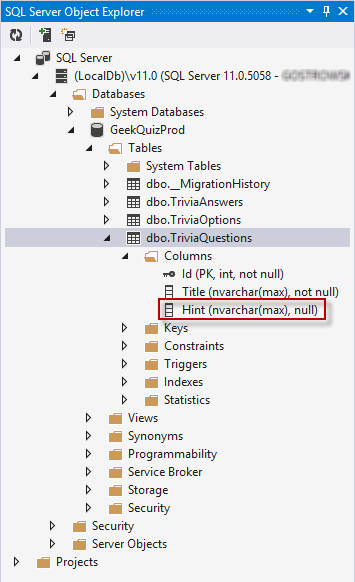 SQL Server Object Explorer
SQL Server
(LocalDb)\v11.0 (SQL Server 11.0.5058 -
Databases
System Databases
GeekQuizProd
Tables
System Tables
dbo.__MigrationHistory
dbo.TriviaAnswers
dbo.TriviaOptions
dbo.TriviaQuestions
Columns
Id (PK, int, not null)
Title (nvarchar(max), not null)
Hint (nvarchar(max), null)
Keys
Constraints
Triggers
Indexes
Statistics
Views
Synonyms
Programmability
Service Broker
Storage
Security
Security
Server Objects
Projects